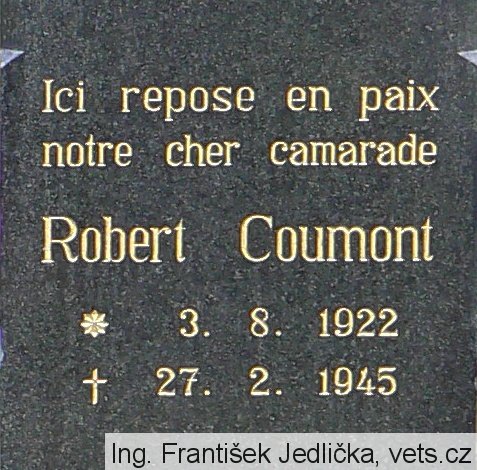 Ici repose en paix
notre cher camarade
Robert Coumont
* 3. 8. 1922
† 27. 2. 1945
Ing. František Jedlička, vets.cz